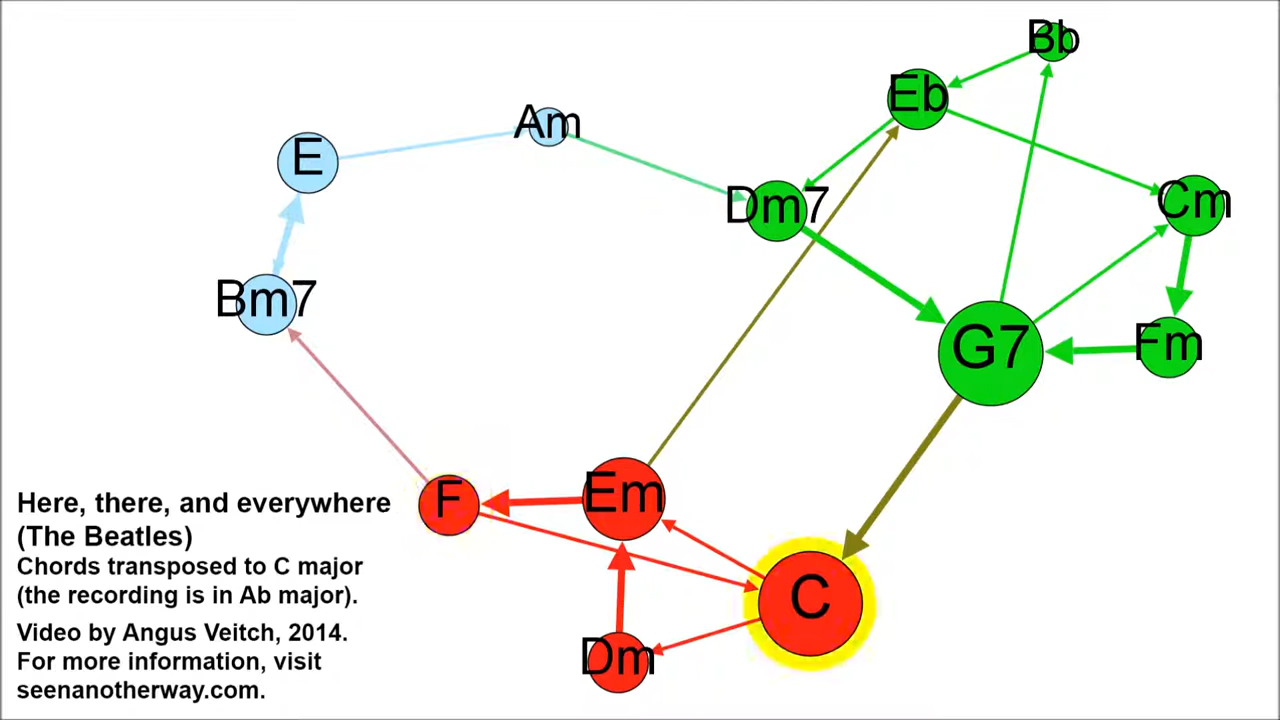 Bb
Eb
Am
E
Dm7
Cm
Bm7
G7
Fm
F
Em
C
Dm
Here, there, and everywhere
(The Beatles)
Chords transposed to C major
(the recording is in Ab major).
Video by Angus Veitch, 2014.
For more information, visit
seenanotherway.com.